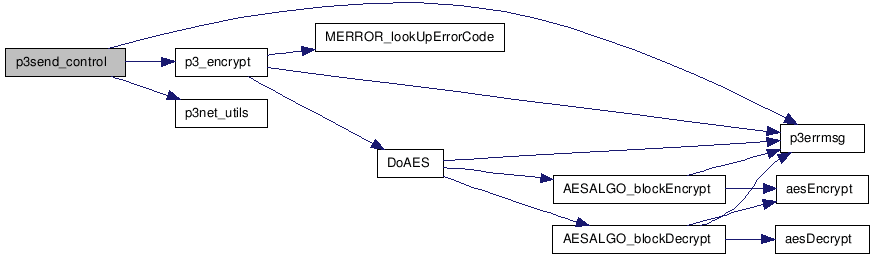 p3send_control
p3_encrypt
p3net_utils
MERROR_lookUpErrorCode
DoAES
AESALGO_blockEncrypt
AESALGO_blockDecrypt
p3errmsg
aesEncrypt
aesDecrypt